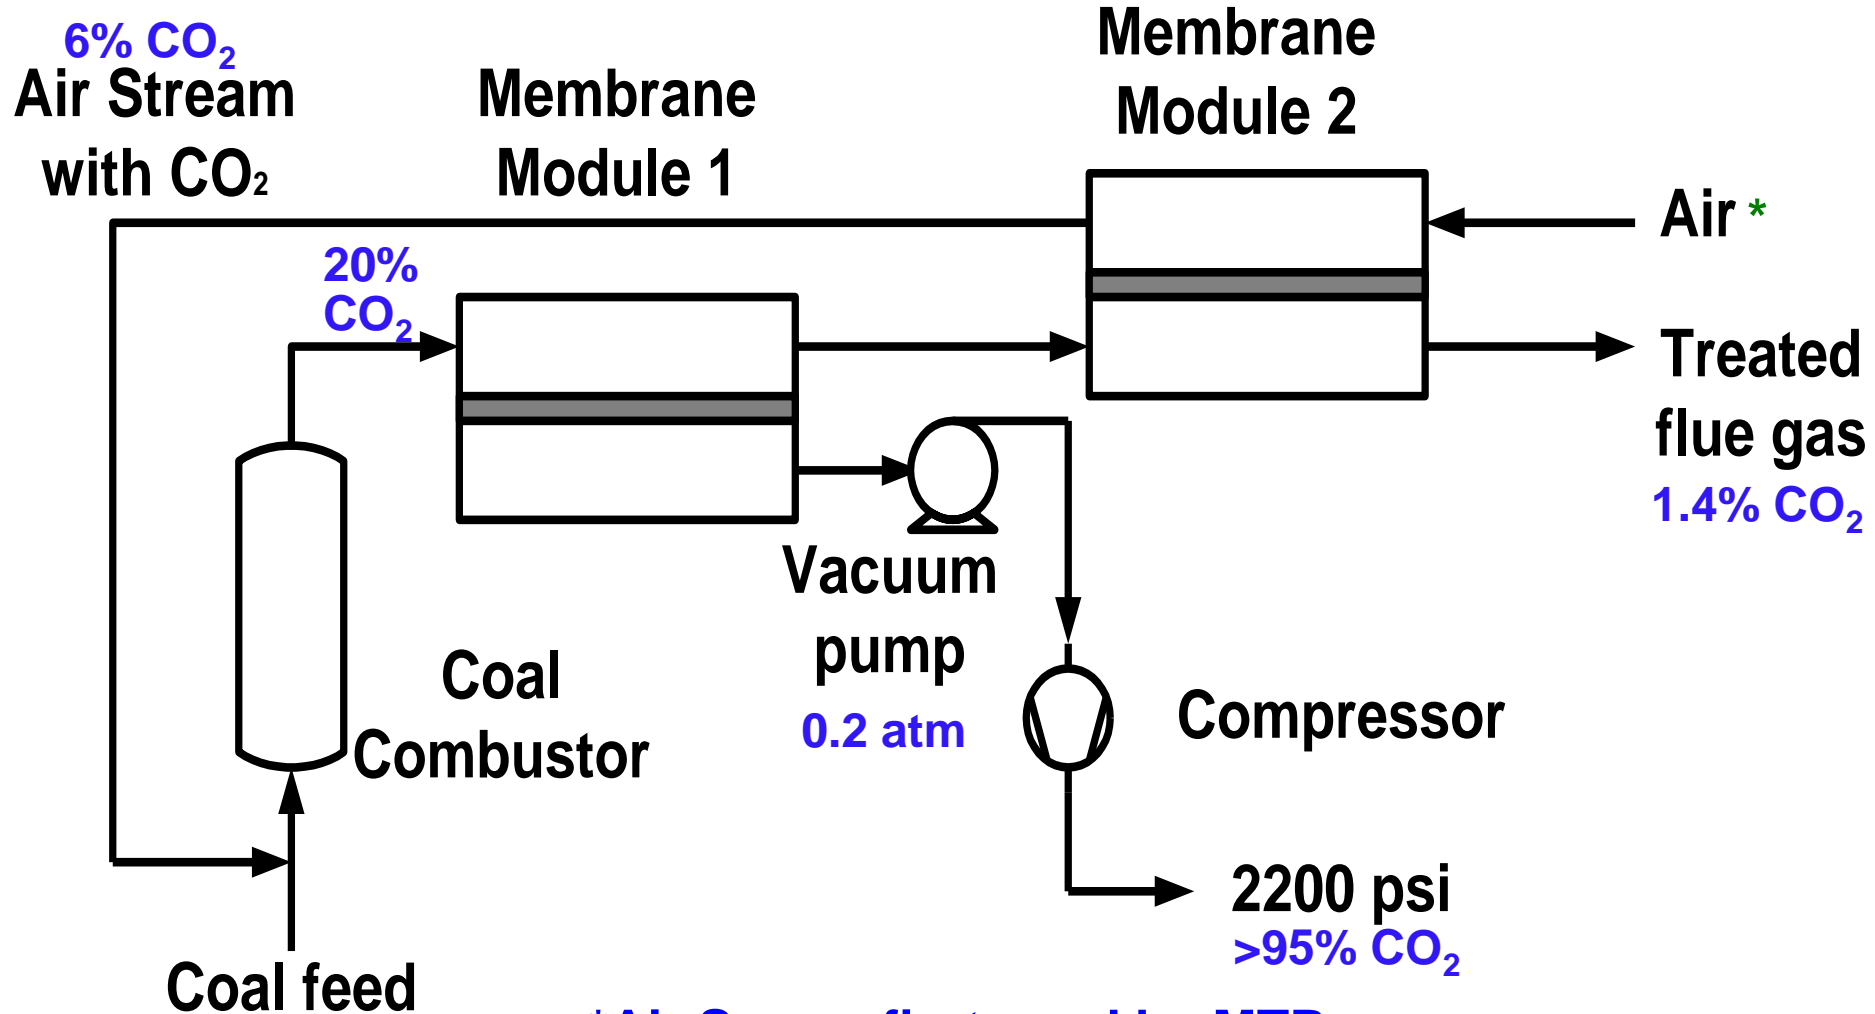 6% CO₂
Air Stream
with CO₂
Membrane
Module 1
Membrane
Module 2
Air *
20%
CO₂
Treated
flue gas
1.4% CO₂
Vacuum
pump
0.2 atm
Coal
Combustor
Compressor
2200 psi
>95% CO₂
Coal feed